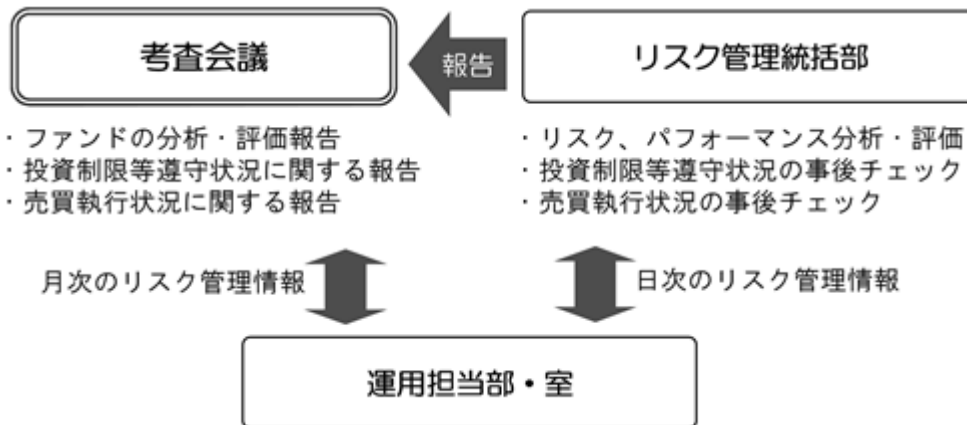 考査会議
報告
リスク管理統括部
・ファンドの分析・評価報告
・投資制限等遵守状況に関する報告
・売買執行状況に関する報告
・リスク、パフォーマンス分析・評価
・投資制限等遵守状況の事後チェック
・売買執行状況の事後チェック
月次のリスク管理情報
日次のリスク管理情報
運用担当部・室